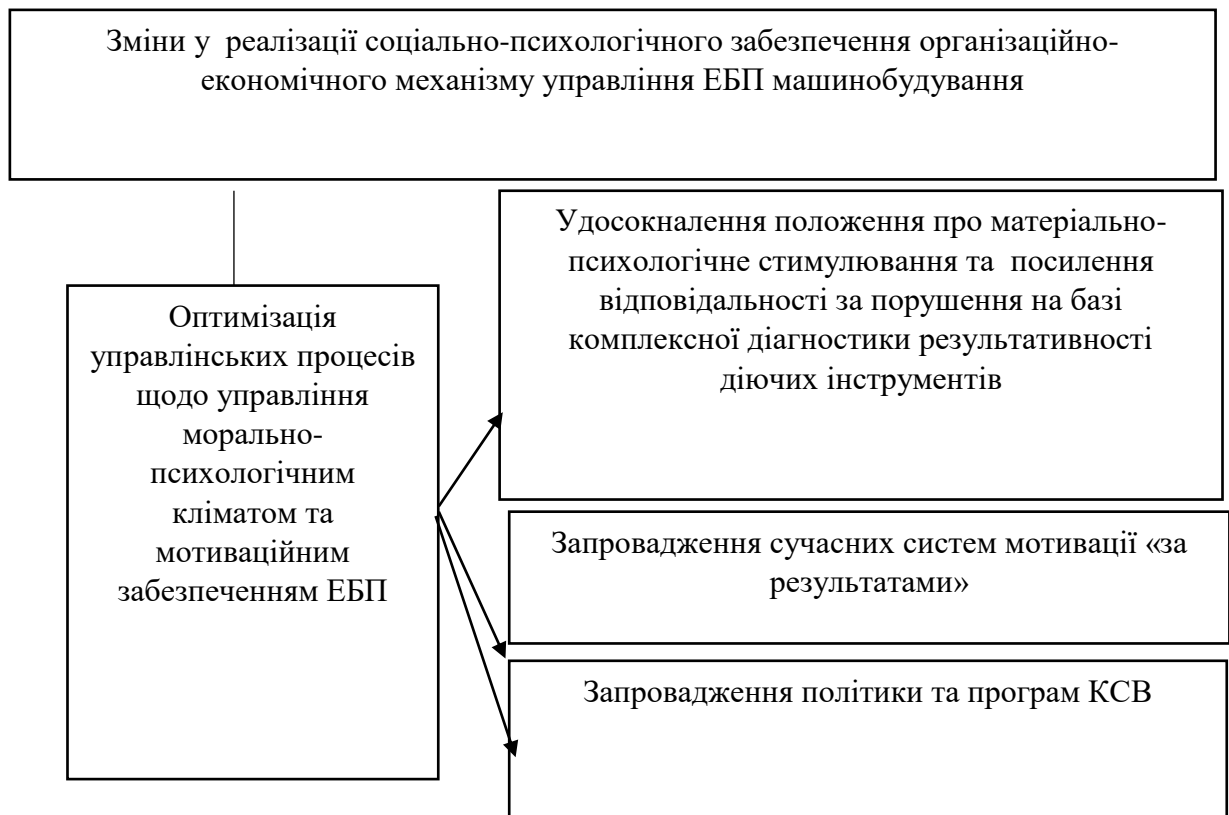 Зміни у реалізації соціально-психологічного забезпечення організаційно-
економічного механізму управління ЕБП машинобудування
Удосокналення положення про матеріально-
психологічне стимулювання та посилення
відповідальності за порушення на базі
комплексної діагностики результативності
діючих інструментів
Оптимізація
управлінських процесів
щодо управління
морально-
психологічним
кліматом та
мотиваційним
забезпеченням ЕБП
Запровадження сучасних систем мотивації «за
результатами»
Запровадження політики та програм КСВ